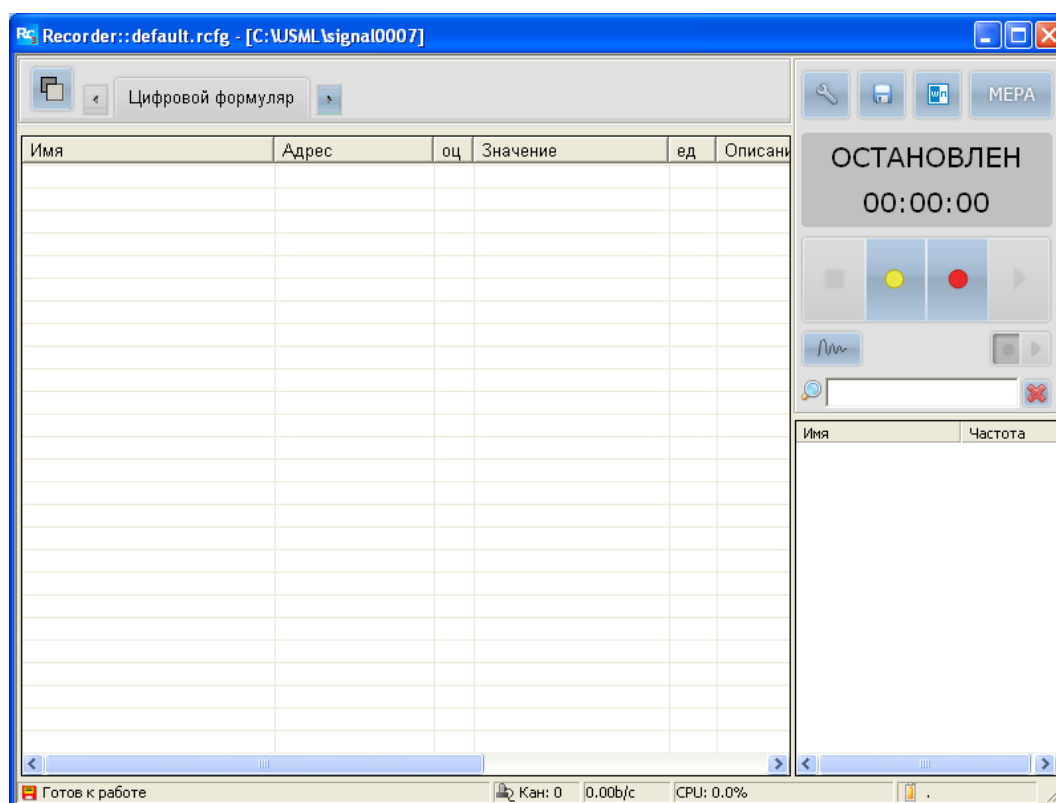 Recorder::default.rcfg - [C:\USML\signal0007]
Цифровой формуляр
МЕРА
Имя Адрес оц Значение ед Описани
ОСТАНОВЛЕН
00:00:00
Имя Частота
Готов к работе Кан: 0 0.00b/c CPU: 0.0% .